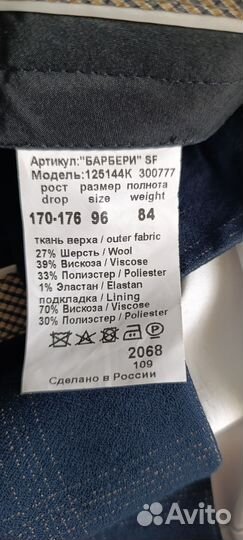 Артикул:"БАРБЕРИ" SF
Модель:125144К 300777
рост размер полнота
drop size weight
170-176 96 84
ткань верха / outer fabric
27% Шерсть / Wool
39% Вискоза / Viscose
33% Полиэстер / Poliester
1% Эластан / Elastan
подкладка / Lining
70% Вискоза / Viscose
30% Полиэстер / Poliester
P
2068
109
Сделано в России
Avito